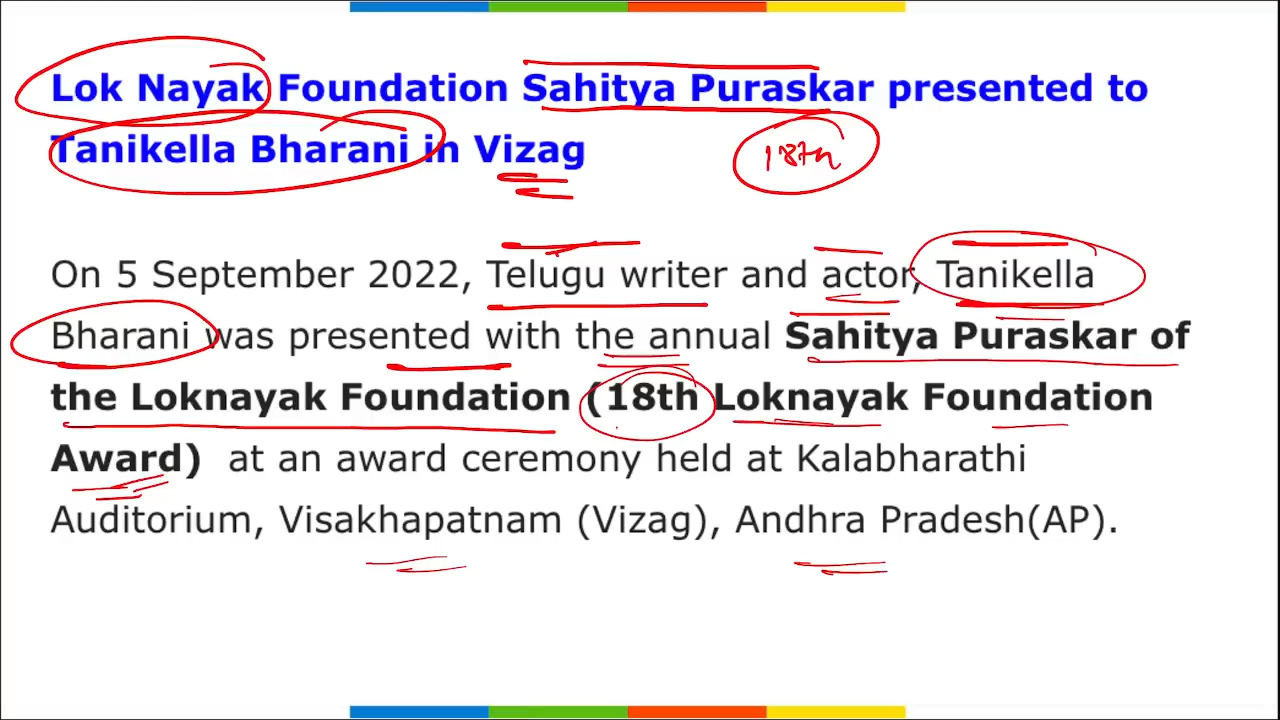 Lok Nayak Foundation Sahitya Puraskar presented to
Tanikella Bharani in Vizag
18th
On 5 September 2022, Telugu writer and actor, Tanikella
Bharani was presented with the annual Sahitya Puraskar of
the Loknayak Foundation (18th Loknayak Foundation
Award) at an award ceremony held at Kalabharathi
Auditorium, Visakhapatnam (Vizag), Andhra Pradesh(AP).